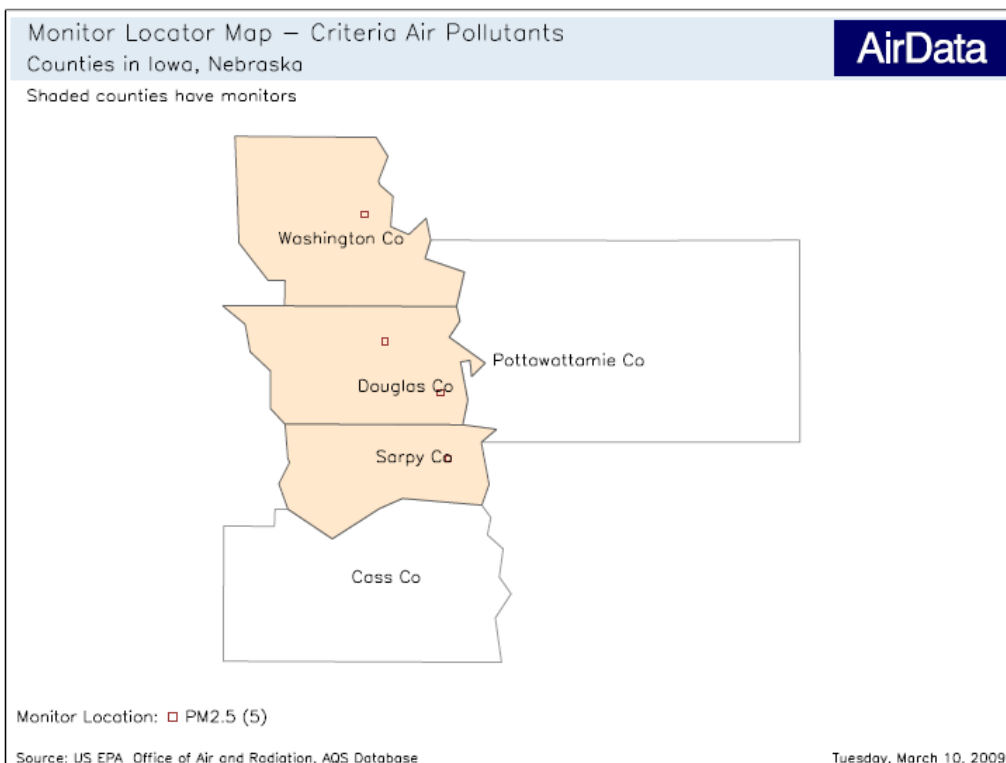 Monitor Locator Map – Criteria Air Pollutants
AirData
Counties in Iowa, Nebraska
Shaded counties have monitors
Washington Co
Pottawattamie Co
Douglas Co
Sarpy Co
Cass Co
Monitor Location: PM2.5 (5)
Source: US EPA Office of Air and Radiation, AQS Database
Tuesday, March 10, 2009